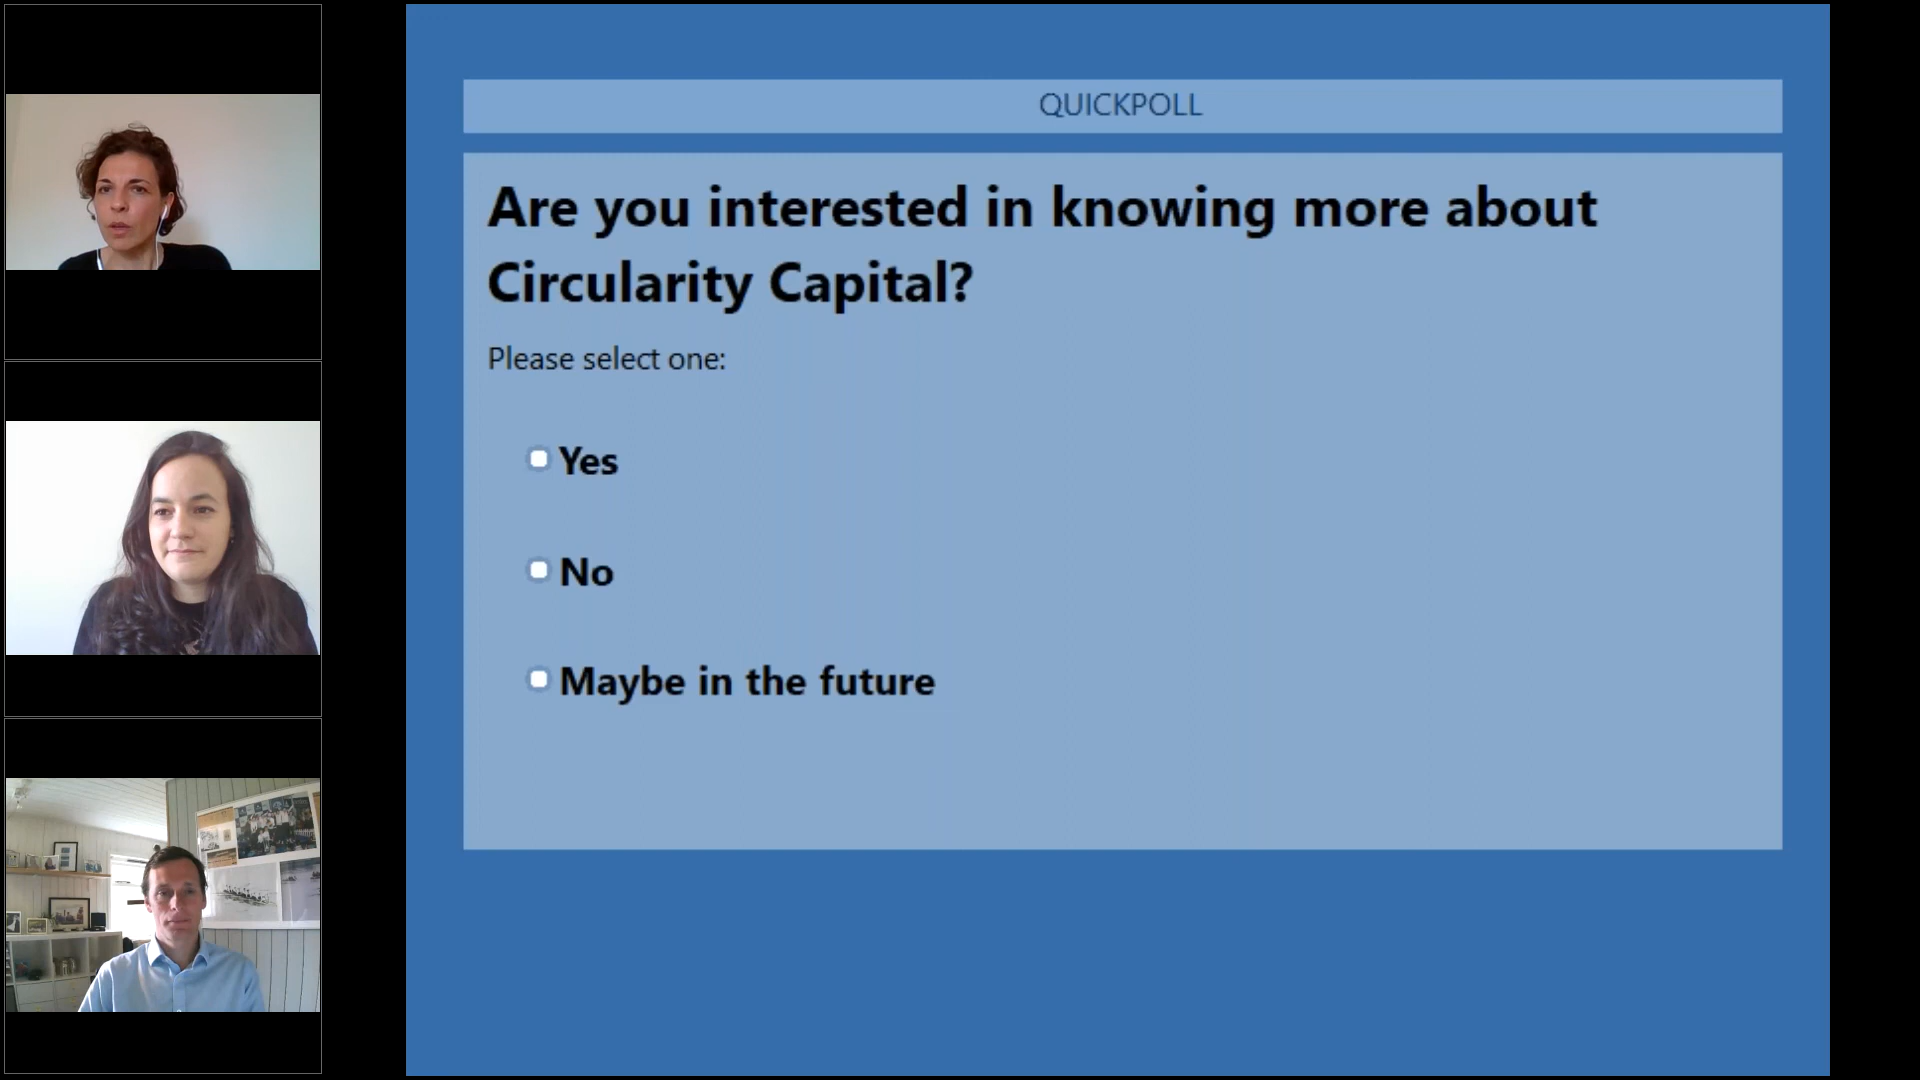 QUICKPOLL
Are you interested in knowing more about
Circularity Capital?
Please select one:
Yes
No
Maybe in the future